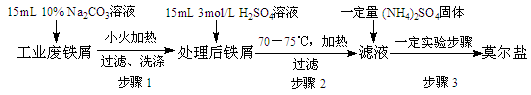 15mL 10% Na₂CO₃溶液 15mL 3mol/L H₂SO₄溶液 一定量 (NH₄)₂SO₄固体
小火加热 70—75℃，加热 一定实验步骤
工业废铁屑 处理后铁屑 滤液 莫尔盐
过滤、洗涤 过滤
步骤 1 步骤 2 步骤 3